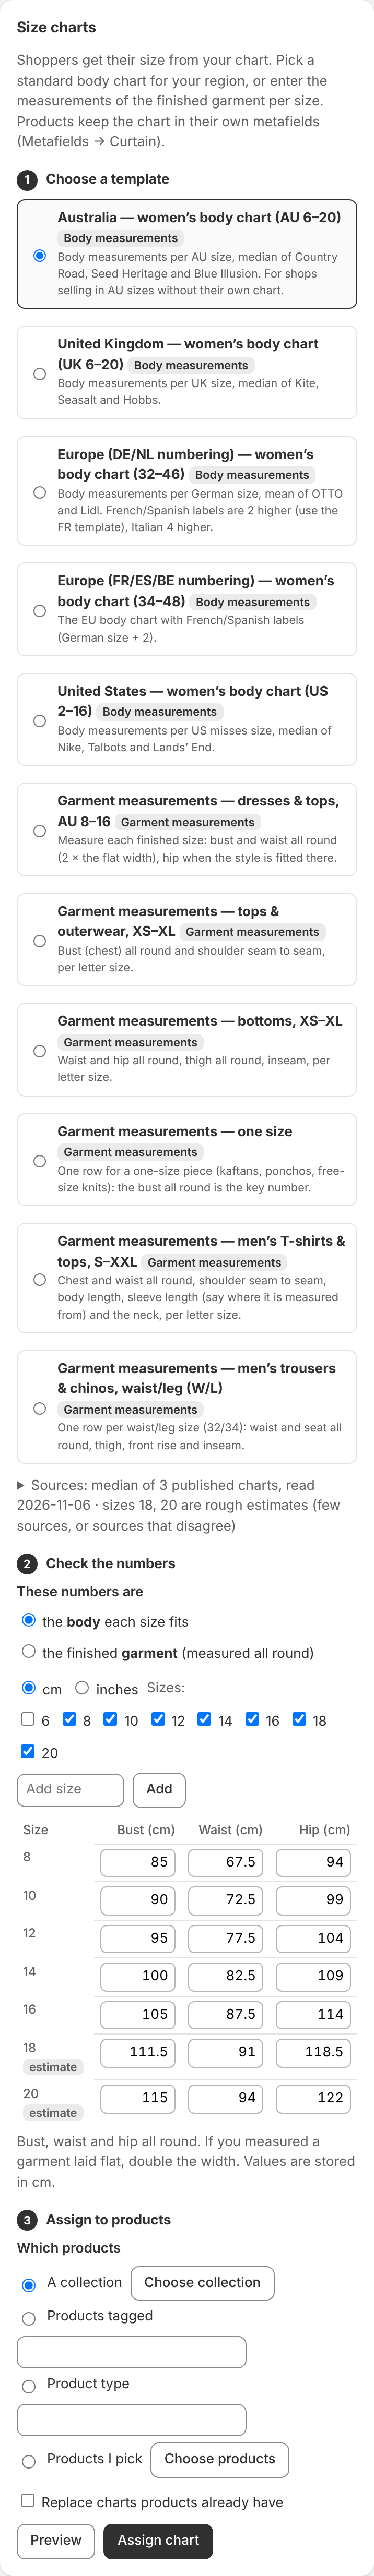 Size charts
Shoppers get their size from your chart. Pick a
standard body chart for your region, or enter the
measurements of the finished garment per size.
Products keep the chart in their own metafields
(Metafields → Curtain).
1 Choose a template
Australia — women's body chart (AU 6–20)
Body measurements
Body measurements per AU size, median of Country
Road, Seed Heritage and Blue Illusion. For shops
selling in AU sizes without their own chart.
United Kingdom — women's body chart
(UK 6–20) Body measurements
Body measurements per UK size, median of Kite,
Seasalt and Hobbs.
Europe (DE/NL numbering) — women's
body chart (32–46) Body measurements
Body measurements per German size, mean of OTTO
and Lidl. French/Spanish labels are 2 higher (use the
FR template), Italian 4 higher.
Europe (FR/ES/BE numbering) — women's
body chart (34–48) Body measurements
The EU body chart with French/Spanish labels
(German size + 2).
United States — women's body chart (US
2–16) Body measurements
Body measurements per US misses size, median of
Nike, Talbots and Lands' End.
Garment measurements — dresses & tops,
AU 8–16 Garment measurements
Measure each finished size: bust and waist all round
(2 × the flat width), hip when the style is fitted there.
Garment measurements — tops &
outerwear, XS–XL Garment measurements
Bust (chest) all round and shoulder seam to seam,
per letter size.
Garment measurements — bottoms, XS–XL
Garment measurements
Waist and hip all round, thigh all round, inseam, per
letter size.
Garment measurements — one size
Garment measurements
One row for a one-size piece (kaftans, ponchos, free-
size knits): the bust all round is the key number.
Garment measurements — men's T-shirts &
tops, S–XXL Garment measurements
Chest and waist all round, shoulder seam to seam,
body length, sleeve length (say where it is measured
from) and the neck, per letter size.
Garment measurements — men's trousers
& chinos, waist/leg (W/L)
Garment measurements
One row per waist/leg size (32/34): waist and seat all
round, thigh, front rise and inseam.
▶ Sources: median of 3 published charts, read
2026-11-06 · sizes 18, 20 are rough estimates (few
sources, or sources that disagree)
2 Check the numbers
These numbers are
the body each size fits
the finished garment (measured all round)
cm inches Sizes:
6 8 10 12 14 16 18
20
Add size Add
Size Bust (cm) Waist (cm) Hip (cm)
8 85 67.5 94
10 90 72.5 99
12 95 77.5 104
14 100 82.5 109
16 105 87.5 114
18 111.5 91 118.5
estimate
20 115 94 122
estimate
Bust, waist and hip all round. If you measured a
garment laid flat, double the width. Values are stored
in cm.
3 Assign to products
Which products
A collection Choose collection
Products tagged
Product type
Products I pick Choose products
Replace charts products already have
Preview Assign chart